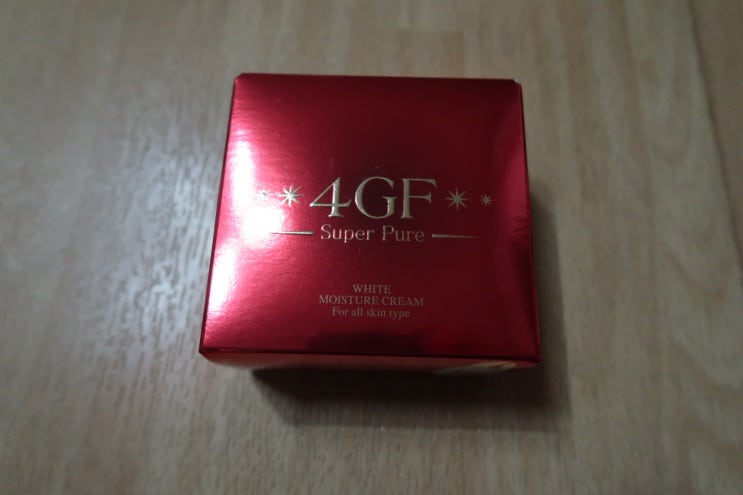 4GF
Super Pure
WHITE
MOISTURE CREAM
For all skin type